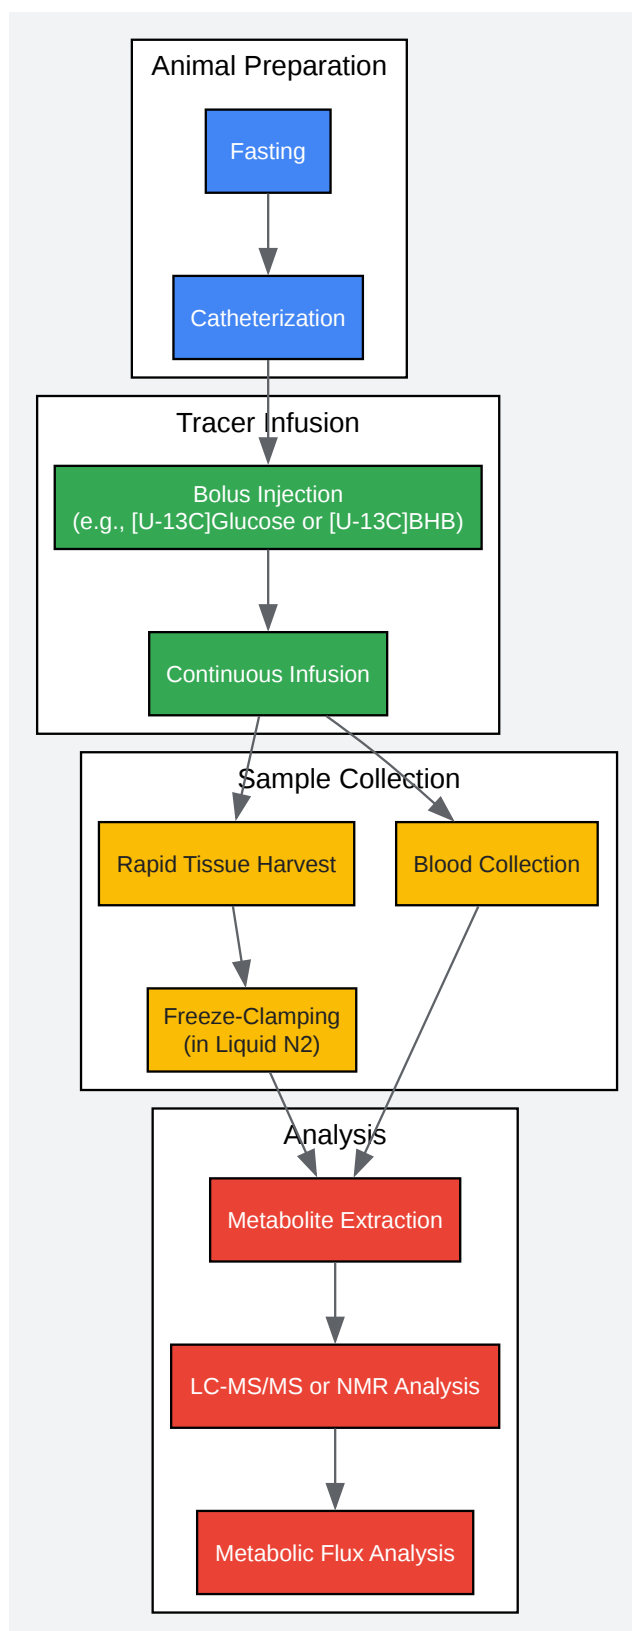 Animal Preparation
Fasting
Catheterization
Tracer Infusion
Bolus Injection
(e.g., [U-13C]Glucose or [U-13C]BHB)
Continuous Infusion
Sample Collection
Rapid Tissue Harvest
Blood Collection
Freeze-Clamping
(in Liquid N2)
Analysis
Metabolite Extraction
LC-MS/MS or NMR Analysis
Metabolic Flux Analysis